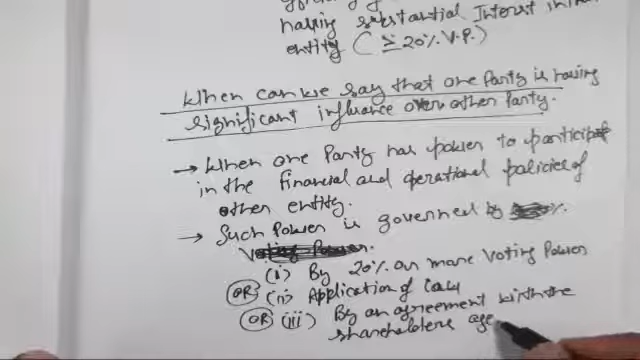 having substantial Interest in
entity ( ≥ 20% V.P.)
When can we say that one Party is having
significant influence over other Party.
→ When one Party has power to particip
in the financial and operational policies of
other entity.
→ Such Power is governed by
Voting Power.
(i) By 20% or more Voting Power
OR (ii) Application of Law
OR (iii) By an agreement with the
shareholders age